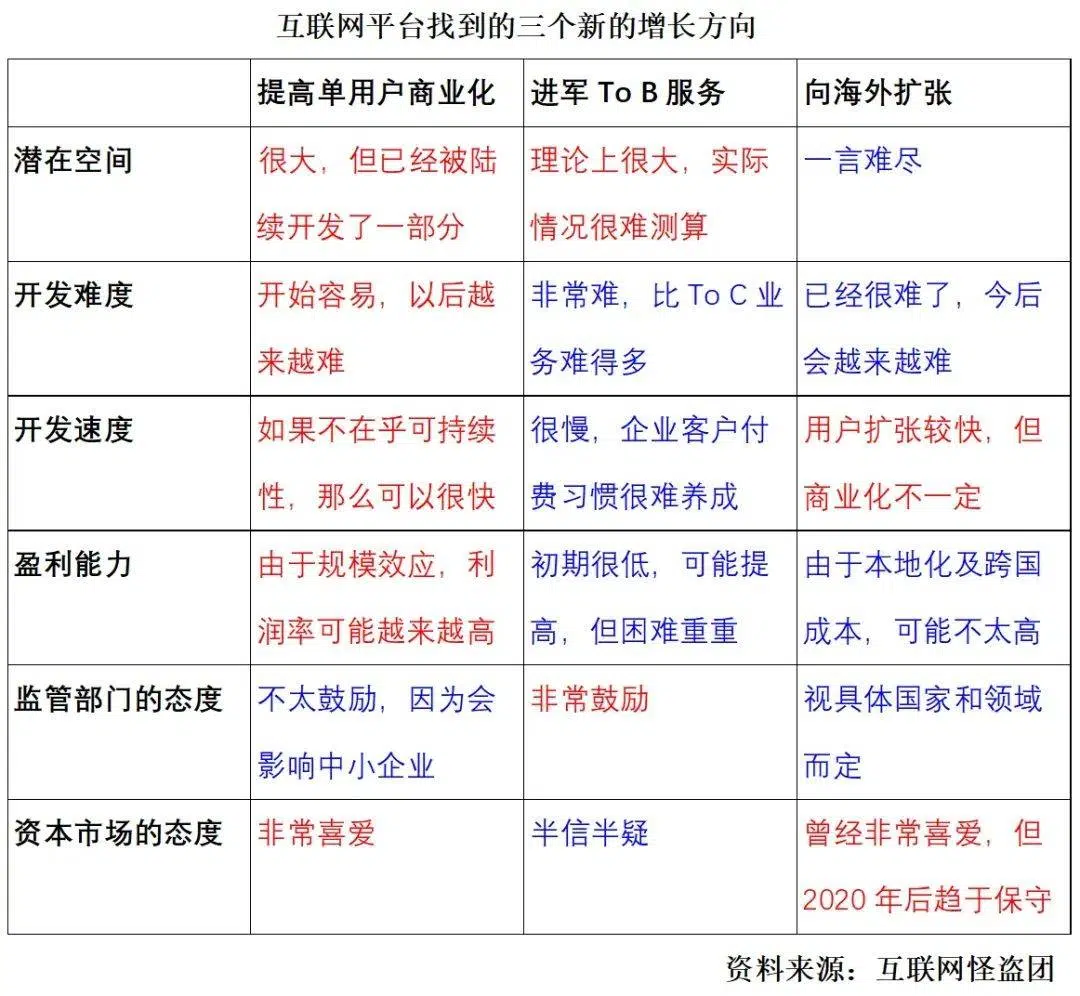 互联网平台找到的三个新的增长方向
提高单用户商业化
进军 To B 服务
向海外扩张
潜在空间
很大，但已经被陆
续开发了一部分
理论上很大，实际
情况很难测算
一言难尽
开发难度
开始容易，以后越
来越难
非常难，比 To C 业
务难得多
已经很难了，今后
会越来越难
开发速度
如果不在乎可持续
性，那么可以很快
很慢，企业客户付
费习惯很难养成
用户扩张较快，但
商业化不一定
盈利能力
由于规模效应，利
润率可能越来越高
初期很低，可能提
高，但困难重重
由于本地化及跨国
成本，可能不太高
监管部门的态度
不太鼓励，因为会
影响中小企业
非常鼓励
视具体国家和领域
而定
资本市场的态度
非常喜爱
半信半疑
曾经非常喜爱，但
2020 年后趋于保守
资料来源：互联网怪盗团